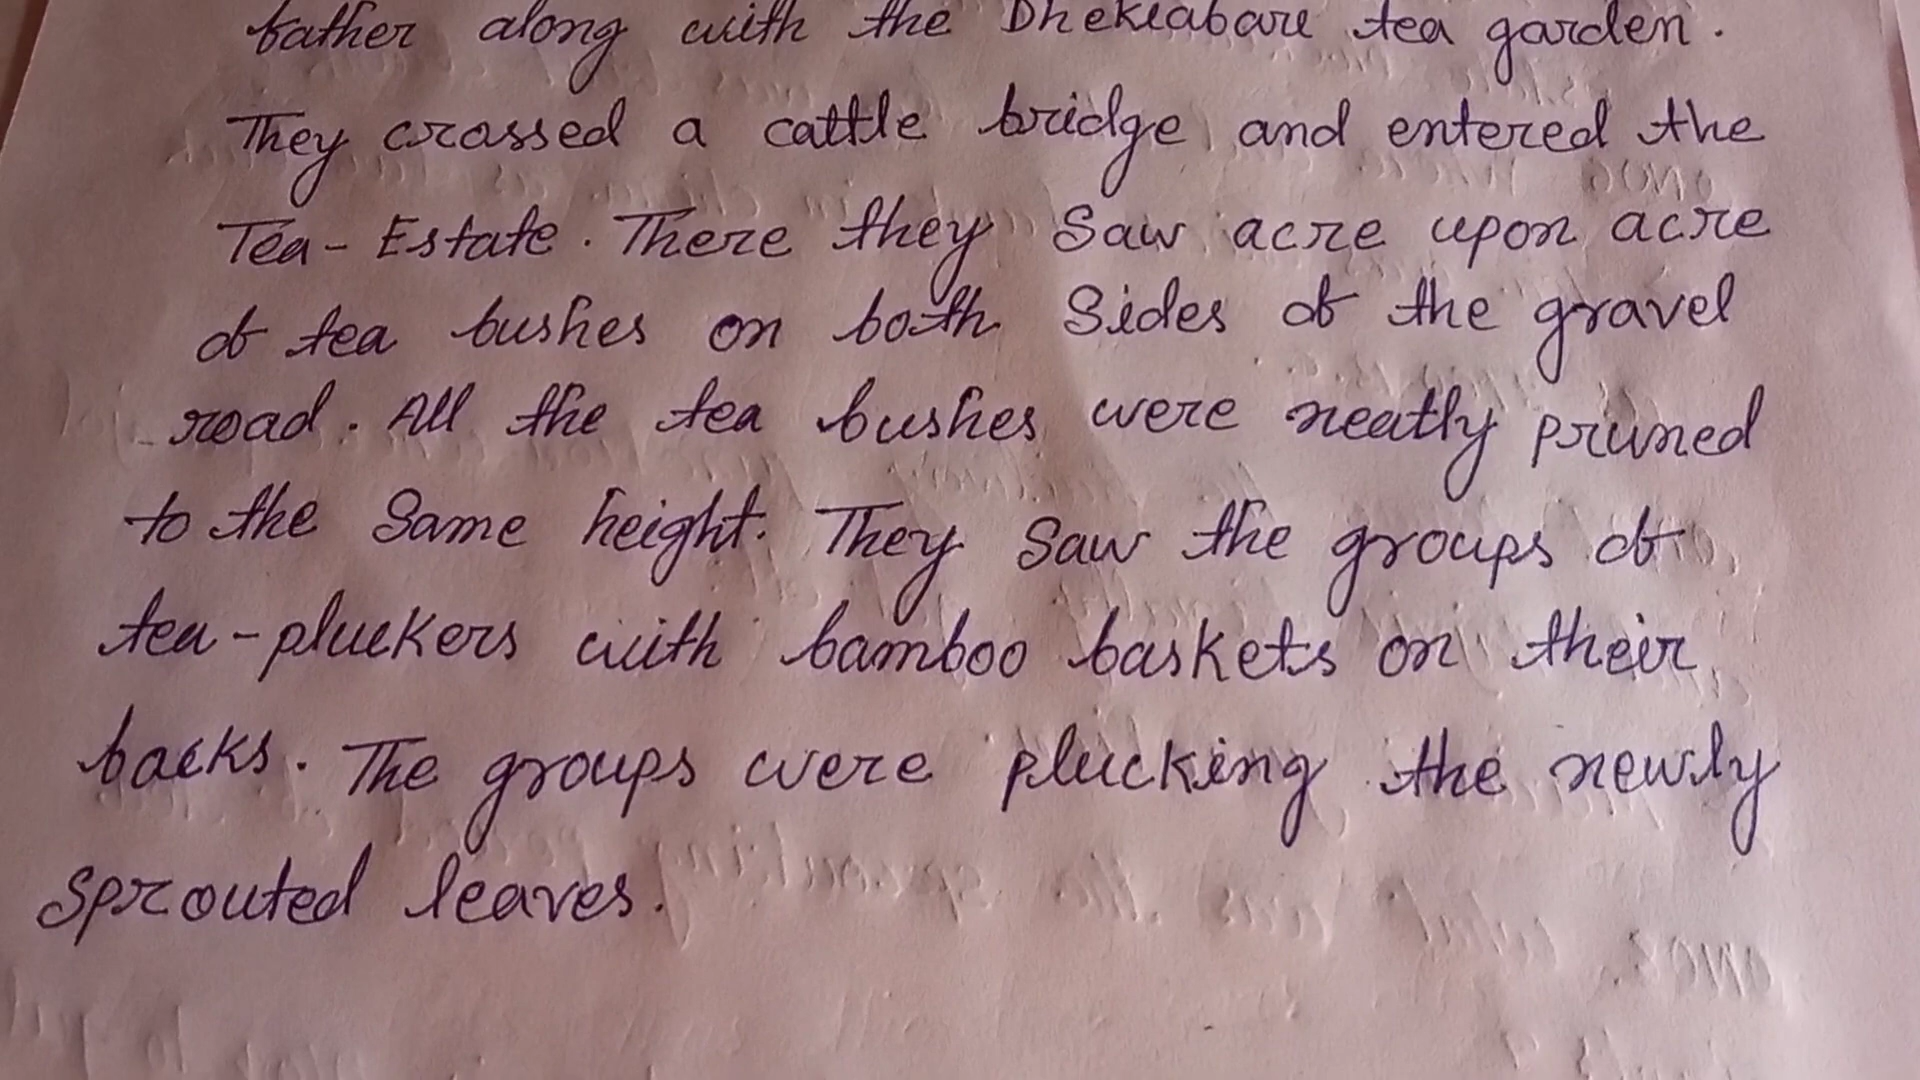 father along with the Dhekiabari tea garden.
They crossed a cattle bridge and entered the
Tea-Estate. There they Saw acre upon acre
of tea bushes on both Sides of the gravel
road. All the tea bushes were neatly pruned
to the Same height. They Saw the groups of
tea-pluckers with bamboo baskets on their
backs. The groups were plucking the newly
Sprouted leaves.